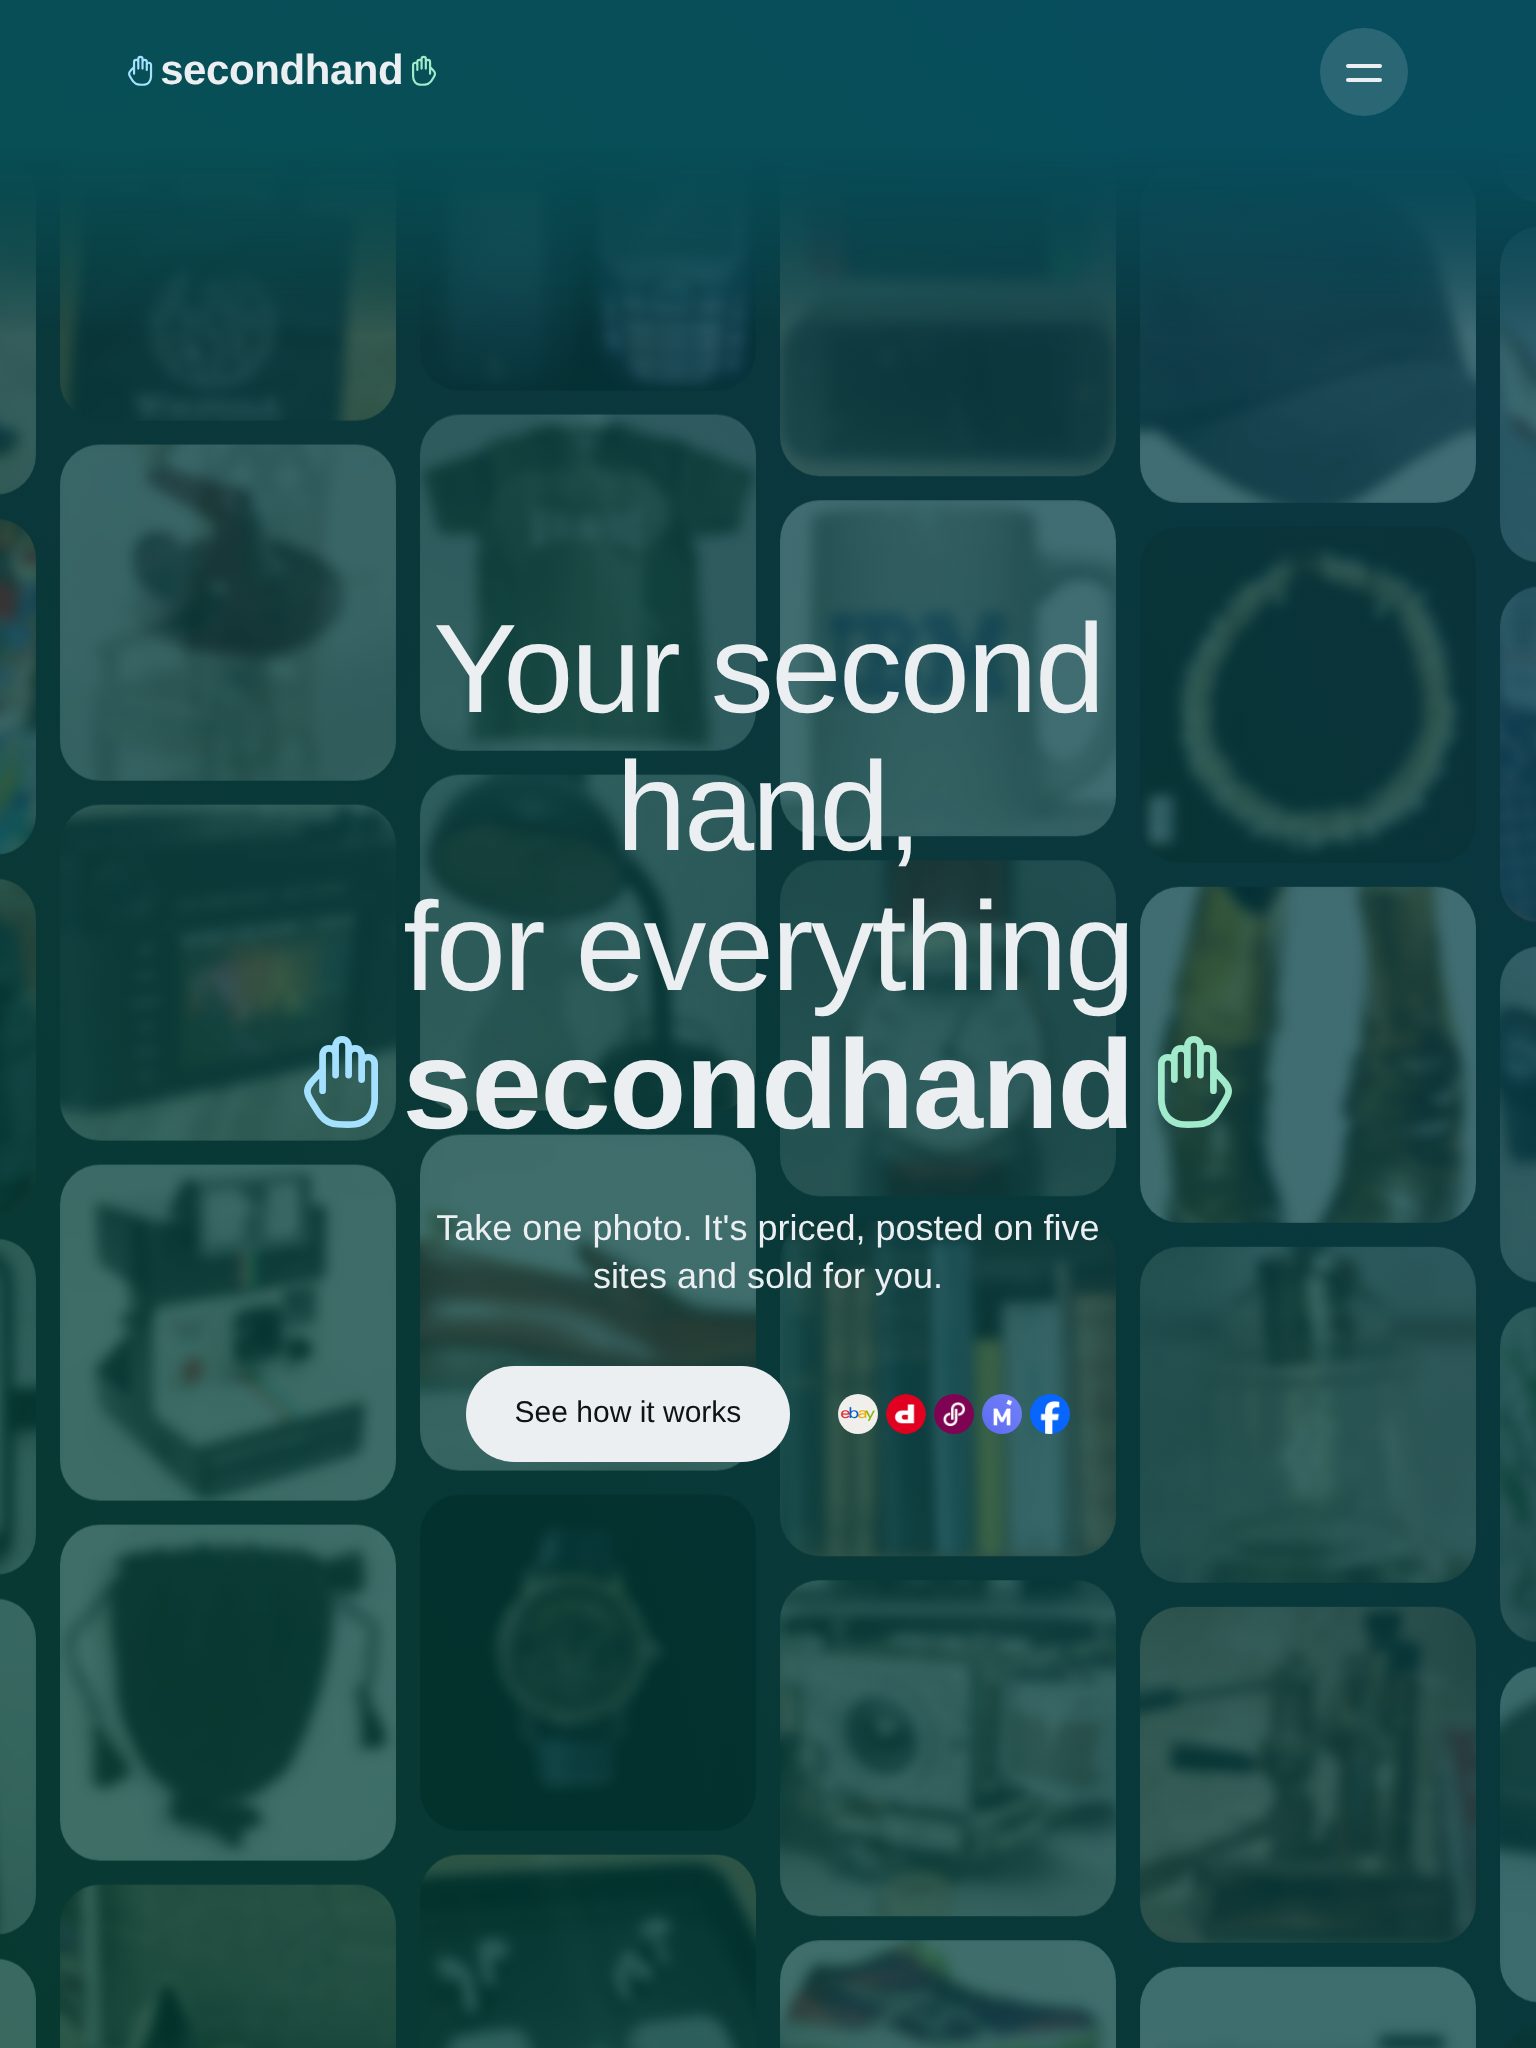 secondhand
Your second
hand,
for everything
secondhand
Take one photo. It's priced, posted on five
sites and sold for you.
See how it works
ebay